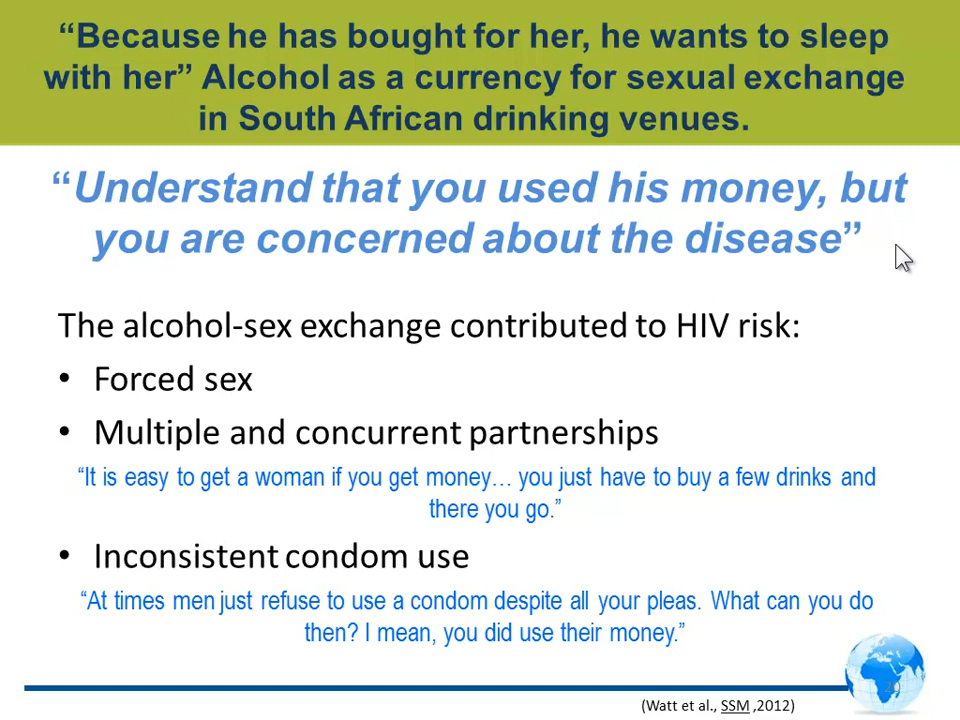 “Because he has bought for her, he wants to sleep
with her” Alcohol as a currency for sexual exchange
in South African drinking venues.
“Understand that you used his money, but
you are concerned about the disease”
The alcohol-sex exchange contributed to HIV risk:
• Forced sex
• Multiple and concurrent partnerships
“It is easy to get a woman if you get money… you just have to buy a few drinks and
there you go.”
• Inconsistent condom use
“At times men just refuse to use a condom despite all your pleas. What can you do
then? I mean, you did use their money.”
(Watt et al., SSM ,2012)